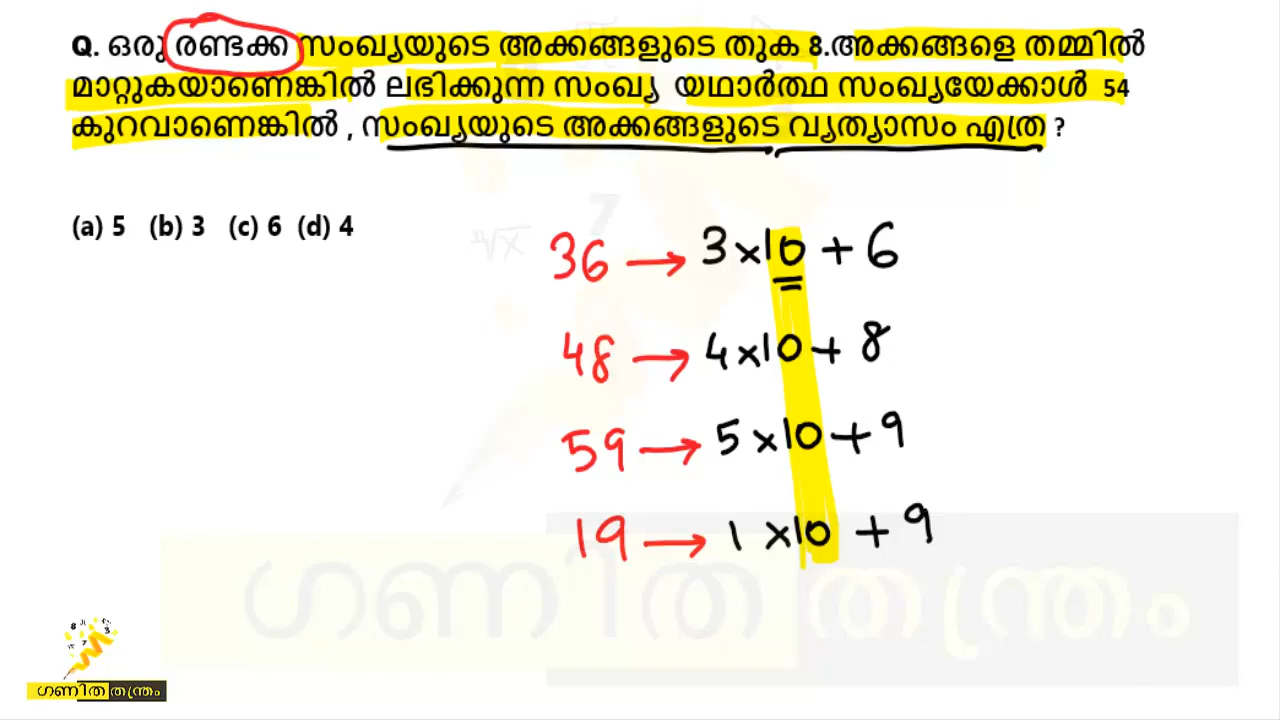 Q. ഒരു രണ്ടക്ക സംഖ്യയുടെ അക്കങ്ങളുടെ തുക 8.അക്കങ്ങളെ തമ്മിൽ
മാറ്റുകയാണെങ്കിൽ ലഭിക്കുന്ന സംഖ്യ യഥാർത്ഥ സംഖ്യയേക്കാൾ 54
കുറവാണെങ്കിൽ , സംഖ്യയുടെ അക്കങ്ങളുടെ വ്യത്യാസം എത്ര ?
(a) 5 (b) 3 (c) 6 (d) 4
36 → 3×10 + 6
48 → 4×10 + 8
59 → 5×10 + 9
19 → 1×10 + 9
ഗണിത തന്ത്രം
ഗണിത തന്ത്രം